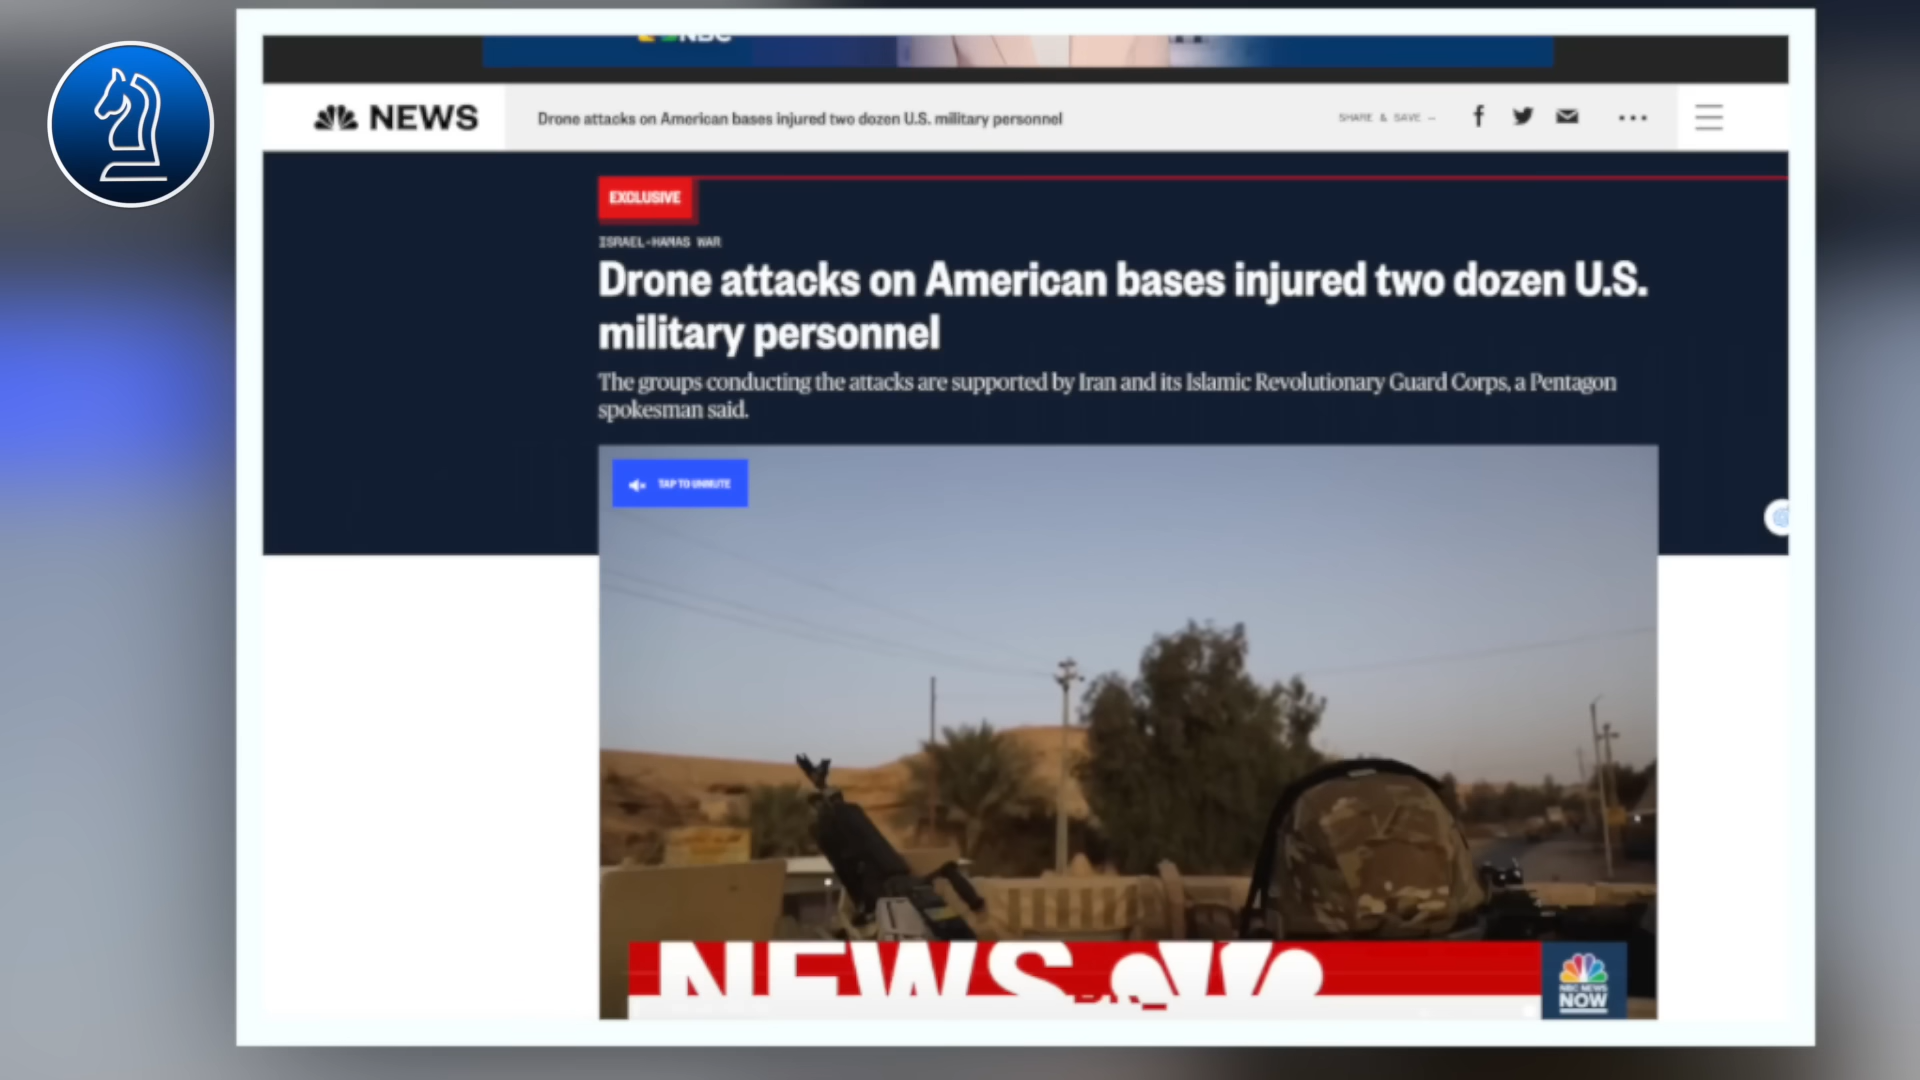 NBC
NEWS
Drone attacks on American bases injured two dozen U.S. military personnel
SHARE & SAVE —
EXCLUSIVE
ISRAEL-HAMAS WAR
Drone attacks on American bases injured two dozen U.S.
military personnel
The groups conducting the attacks are supported by Iran and its Islamic Revolutionary Guard Corps, a Pentagon
spokesman said.
TAP TO UNMUTE
NEWS
NBC NEWS
NOW